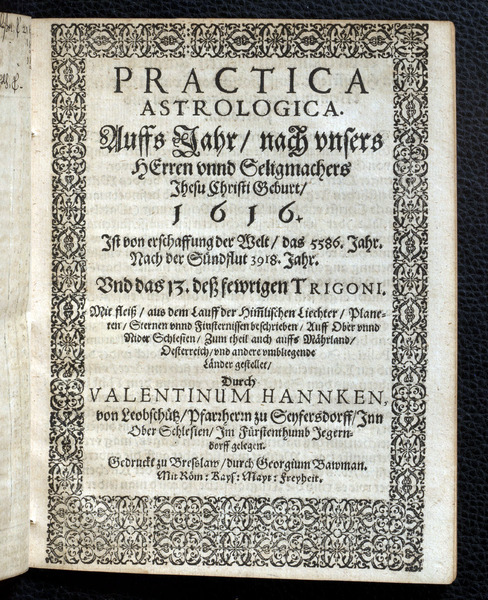 PRACTICA
ASTROLOGICA.
Auffs Jahr / nach vnsers
HErren vnnd Seligmachers
Jhesu Christi Geburt /
1616.
Ist von erschaffung der Welt / das 5586. Jahr.
Nach der Sündflut 3918. Jahr.
Vnd das 13. deß fewrigen TRIGONI.
Mit fleiß / aus dem Lauff der Him̃lischen Liechter / Plane-
ten / Sternen vnnd Finsternissen beschrieben / Auff Ober vnnd
Nider Schlesien / Zum theil auch auffs Mährland /
Oesterreich / vnd andere vmbliegende
Länder gestellet /
Durch
VALENTINUM HANNKEN,
von Leobschütz / Pfarrherrn zu Seyfersdorff / Inn
Ober Schlesien / Im Fürstenthumb Jegern-
dorff gelegen.
Gedruckt zu Breßlaw / durch Georgium Bawman.
Mit Röm: Kays: Mayt: Freyheit.